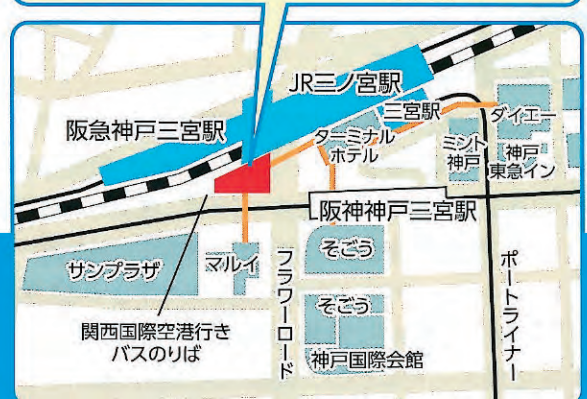 JR三ノ宮駅
阪急神戸三宮駅
三宮駅
ダイエー
ターミナル
ホテル
ミント
神戸
神戸
東急イン
阪神神戸三宮駅
サンプラザ
マルイ
フラワーロード
そごう
ポートライナー
そごう
関西国際空港行き
バスのりば
神戸国際会館